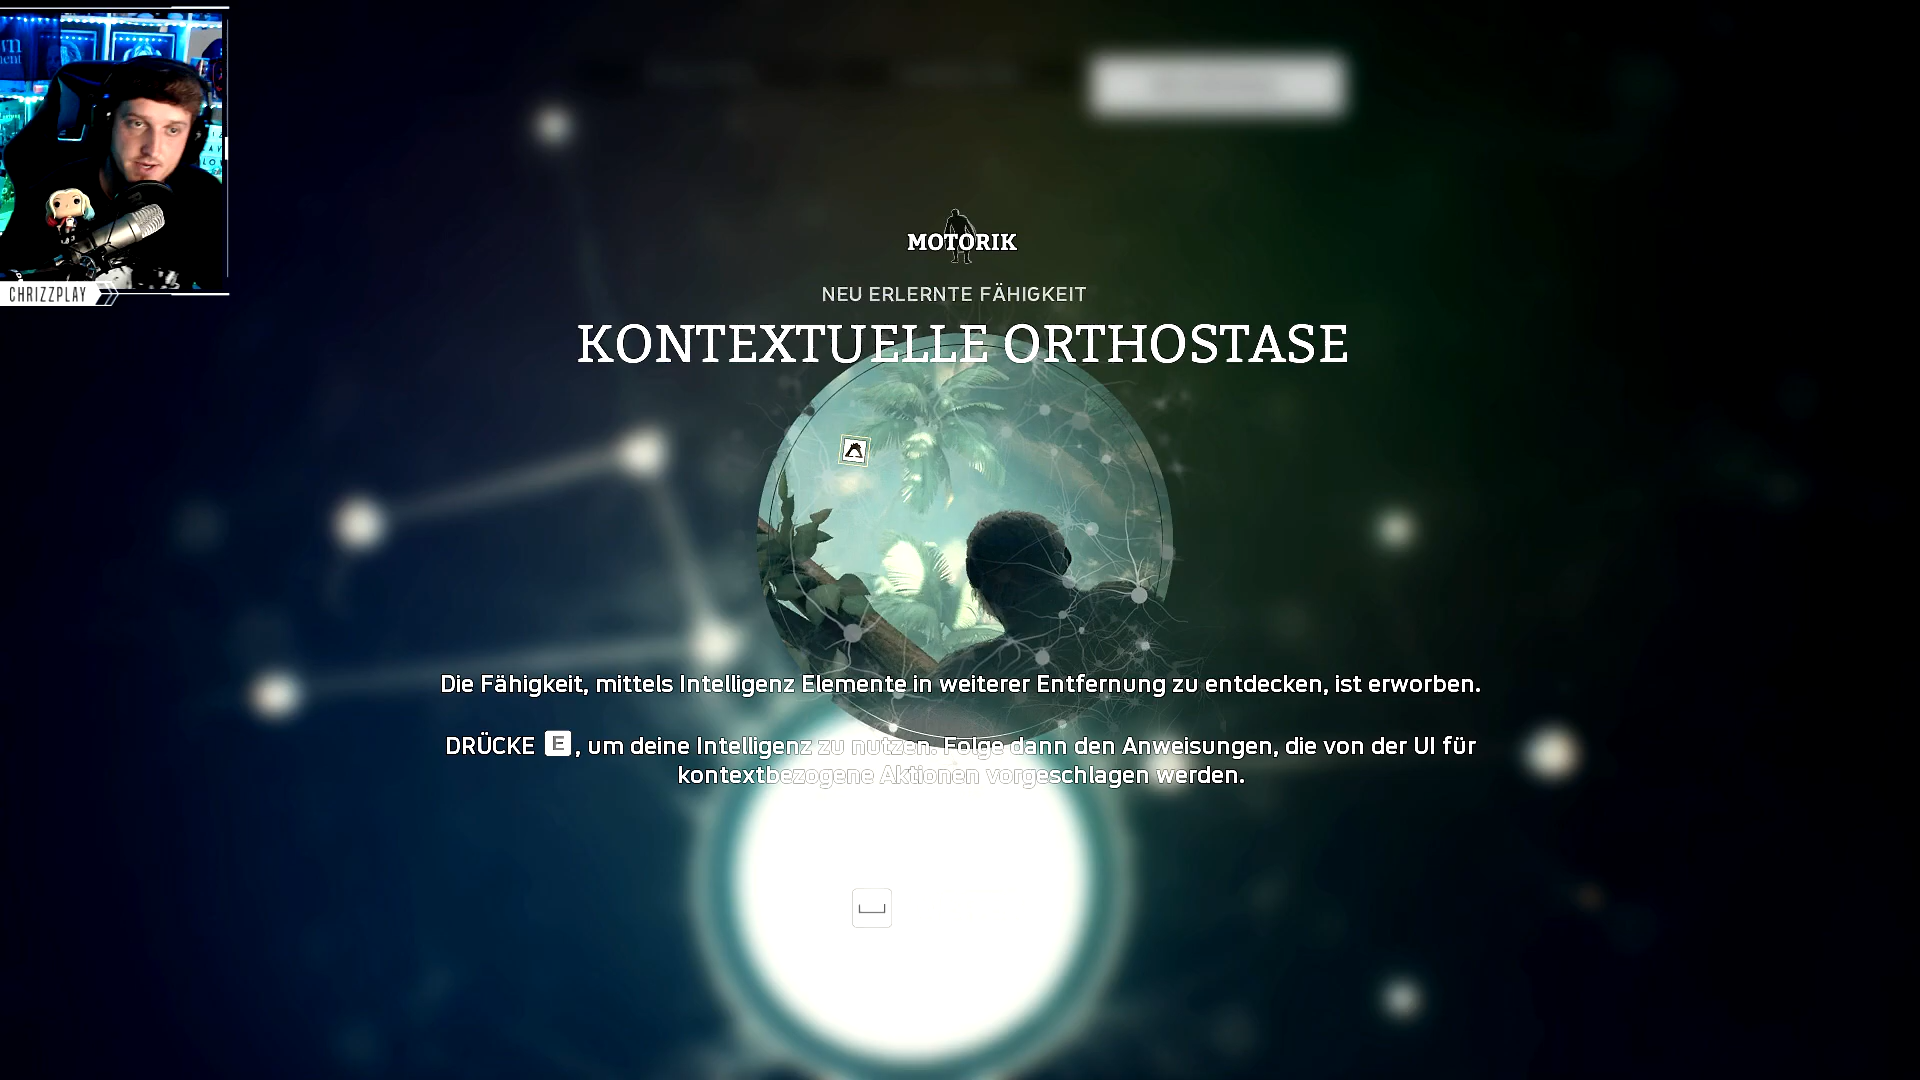 CHRIZZPLAY
MOTORIK
NEU ERLERNTE FÄHIGKEIT
KONTEXTUELLE ORTHOSTASE
Die Fähigkeit, mittels Intelligenz Elemente in weiterer Entfernung zu entdecken, ist erworben.
DRÜCKE E, um deine Intelligenz zu nutzen. Folge dann den Anweisungen, die von der UI für
kontextbezogene Aktionen vorgeschlagen werden.